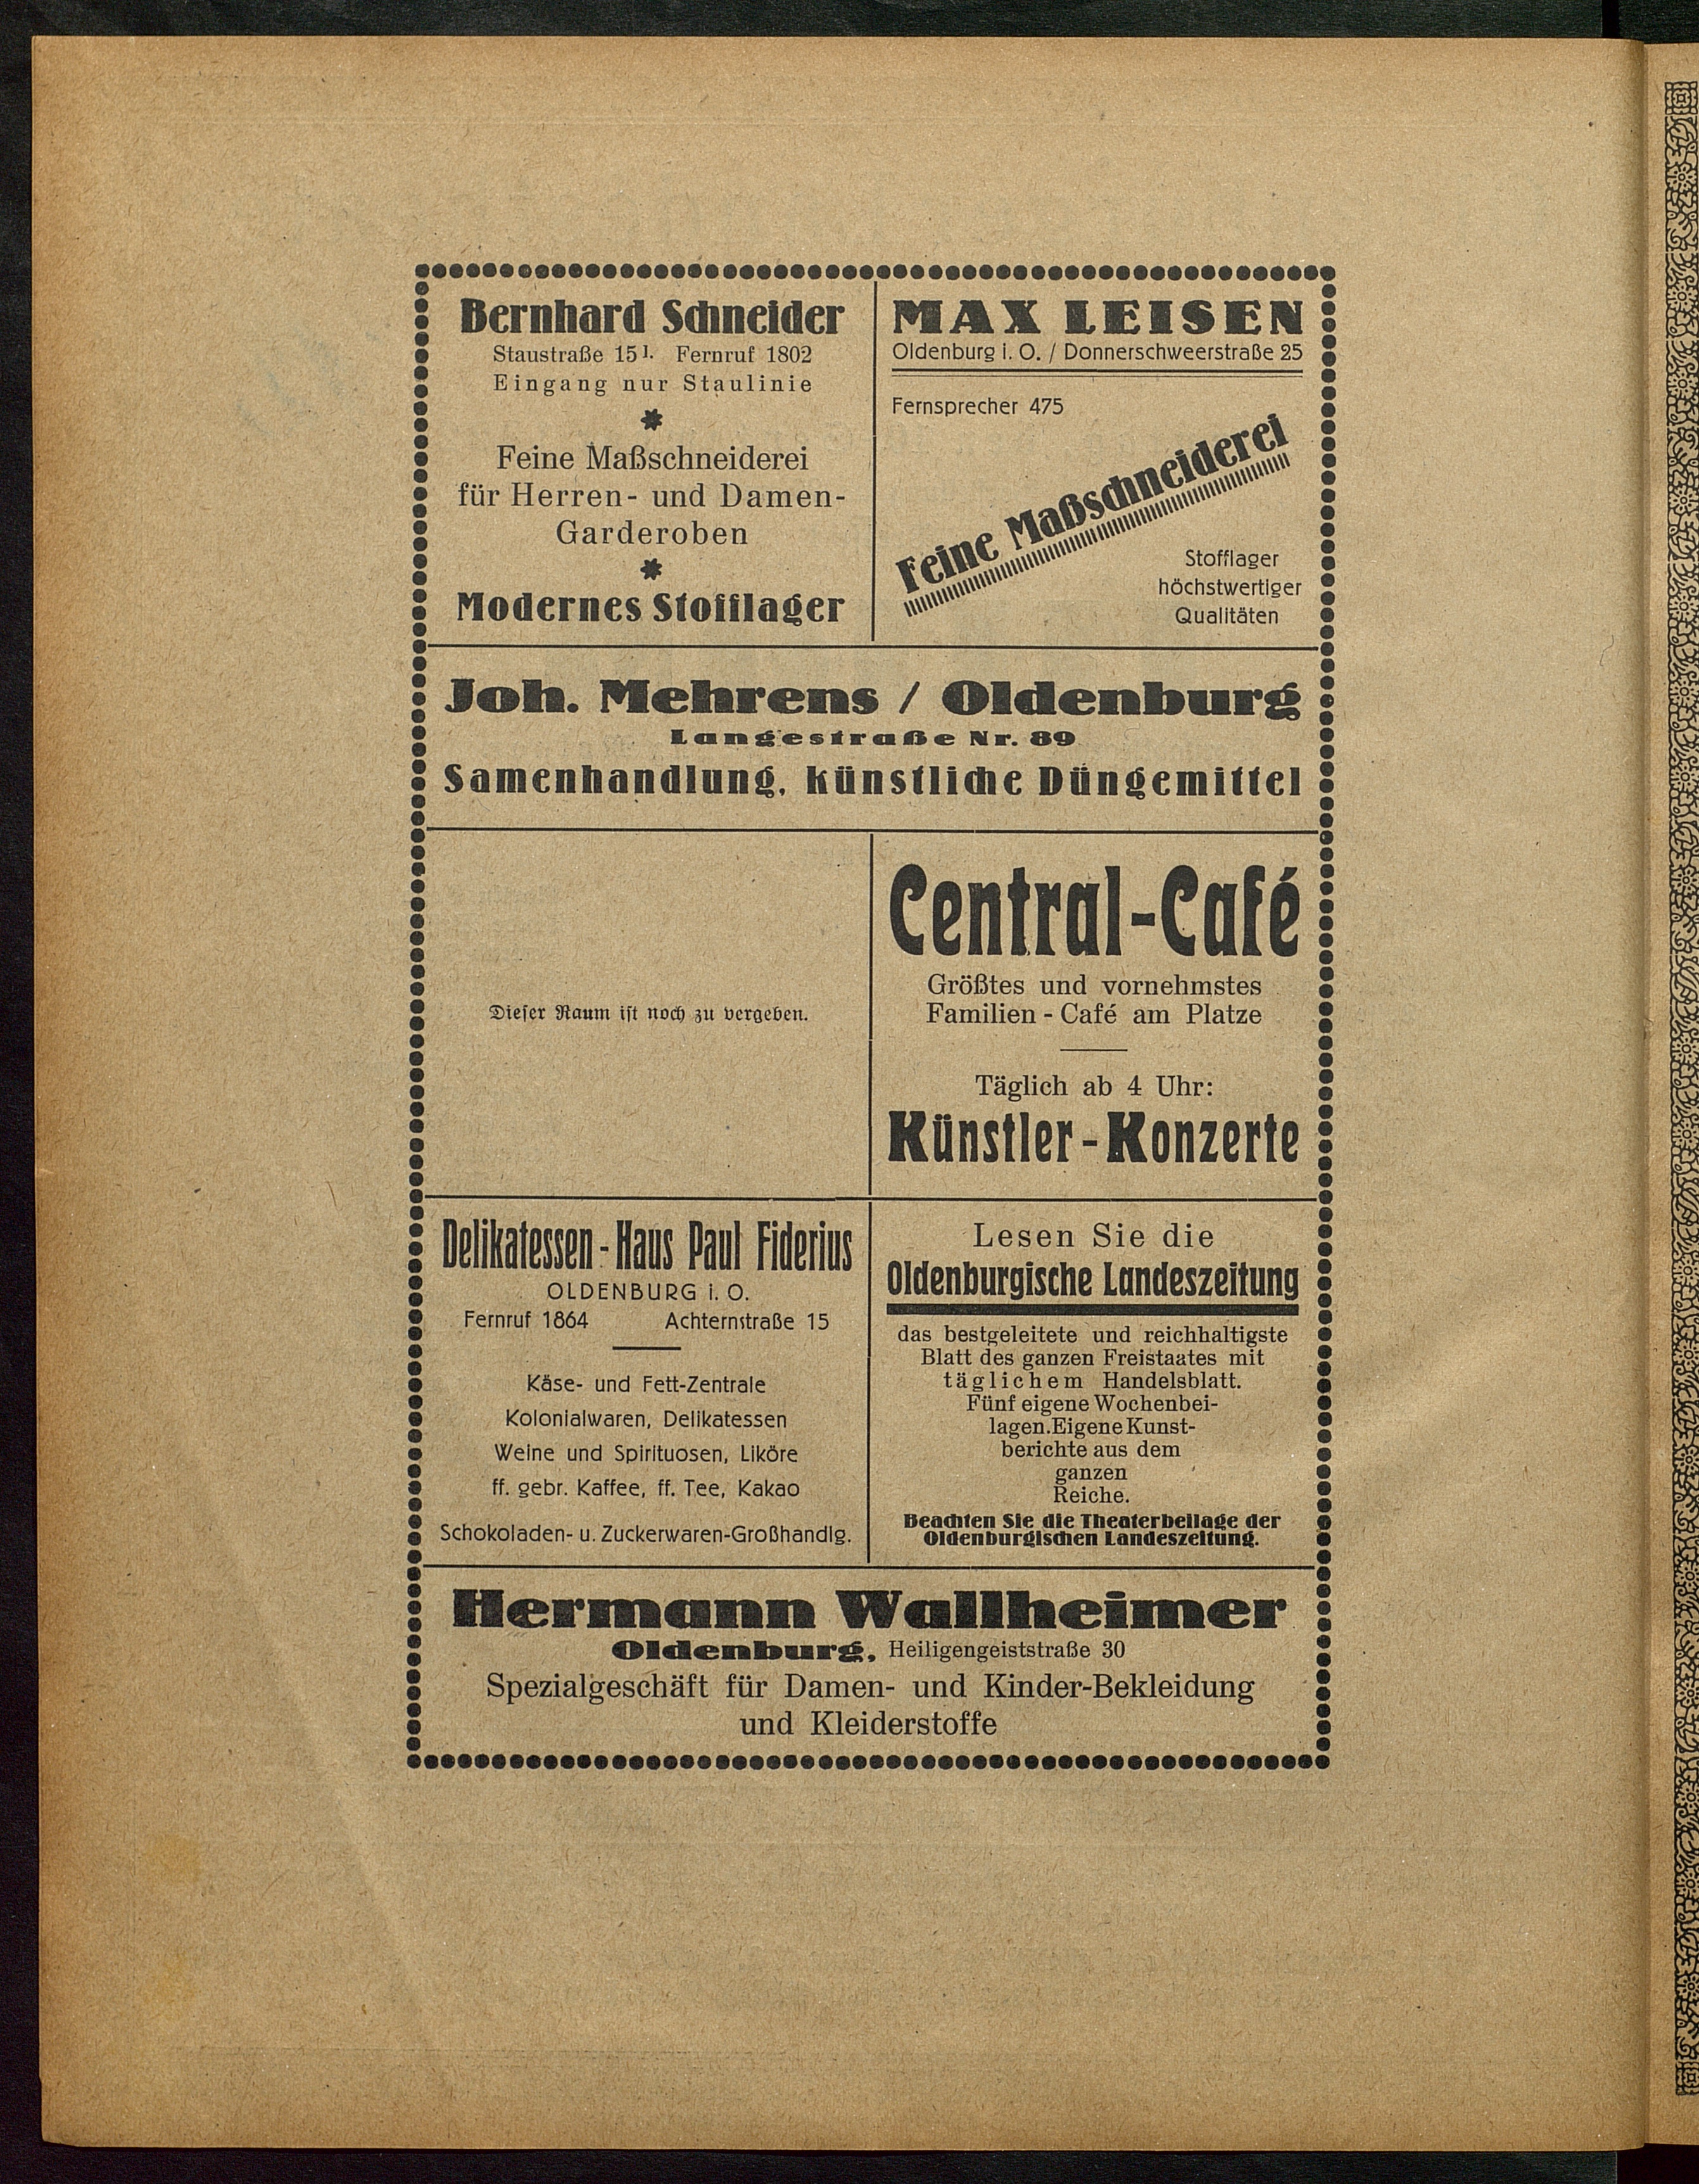 Bernhard Schneider
Staustraße 15 I. Fernruf 1802
Eingang nur Staulinie
Feine Maßschneiderei
für Herren- und Damen-
Garderoben
Modernes Stofflager
MAX LEISEN
Oldenburg i. O. / Donnerschweerstraße 25
Fernsprecher 475
Feine Maßschneiderei
Stofflager
höchstwertiger
Qualitäten
Joh. Mehrens / Oldenburg
Langestraße Nr. 89
Samenhandlung, künstliche Düngemittel
Dieser Raum ist noch zu vergeben.
Central-Café
Größtes und vornehmstes
Familien - Café am Platze
Täglich ab 4 Uhr:
Künstler-Konzerte
Delikatessen-Haus Paul Fiderius
OLDENBURG i. O.
Fernruf 1864 Achternstraße 15
Käse- und Fett-Zentrale
Kolonialwaren, Delikatessen
Weine und Spirituosen, Liköre
ff. gebr. Kaffee, ff. Tee, Kakao
Schokoladen- u. Zuckerwaren-Großhandlg.
Lesen Sie die
Oldenburgische Landeszeitung
das bestgeleitete und reichhaltigste
Blatt des ganzen Freistaates mit
täglichem Handelsblatt.
Fünf eigene Wochenbei-
lagen. Eigene Kunst-
berichte aus dem
ganzen
Reiche.
Beachten Sie die Theaterbeilage der
Oldenburgischen Landeszeitung.
Hermann Wallheimer
Oldenburg, Heiligengeiststraße 30
Spezialgeschäft für Damen- und Kinder-Bekleidung
und Kleiderstoffe